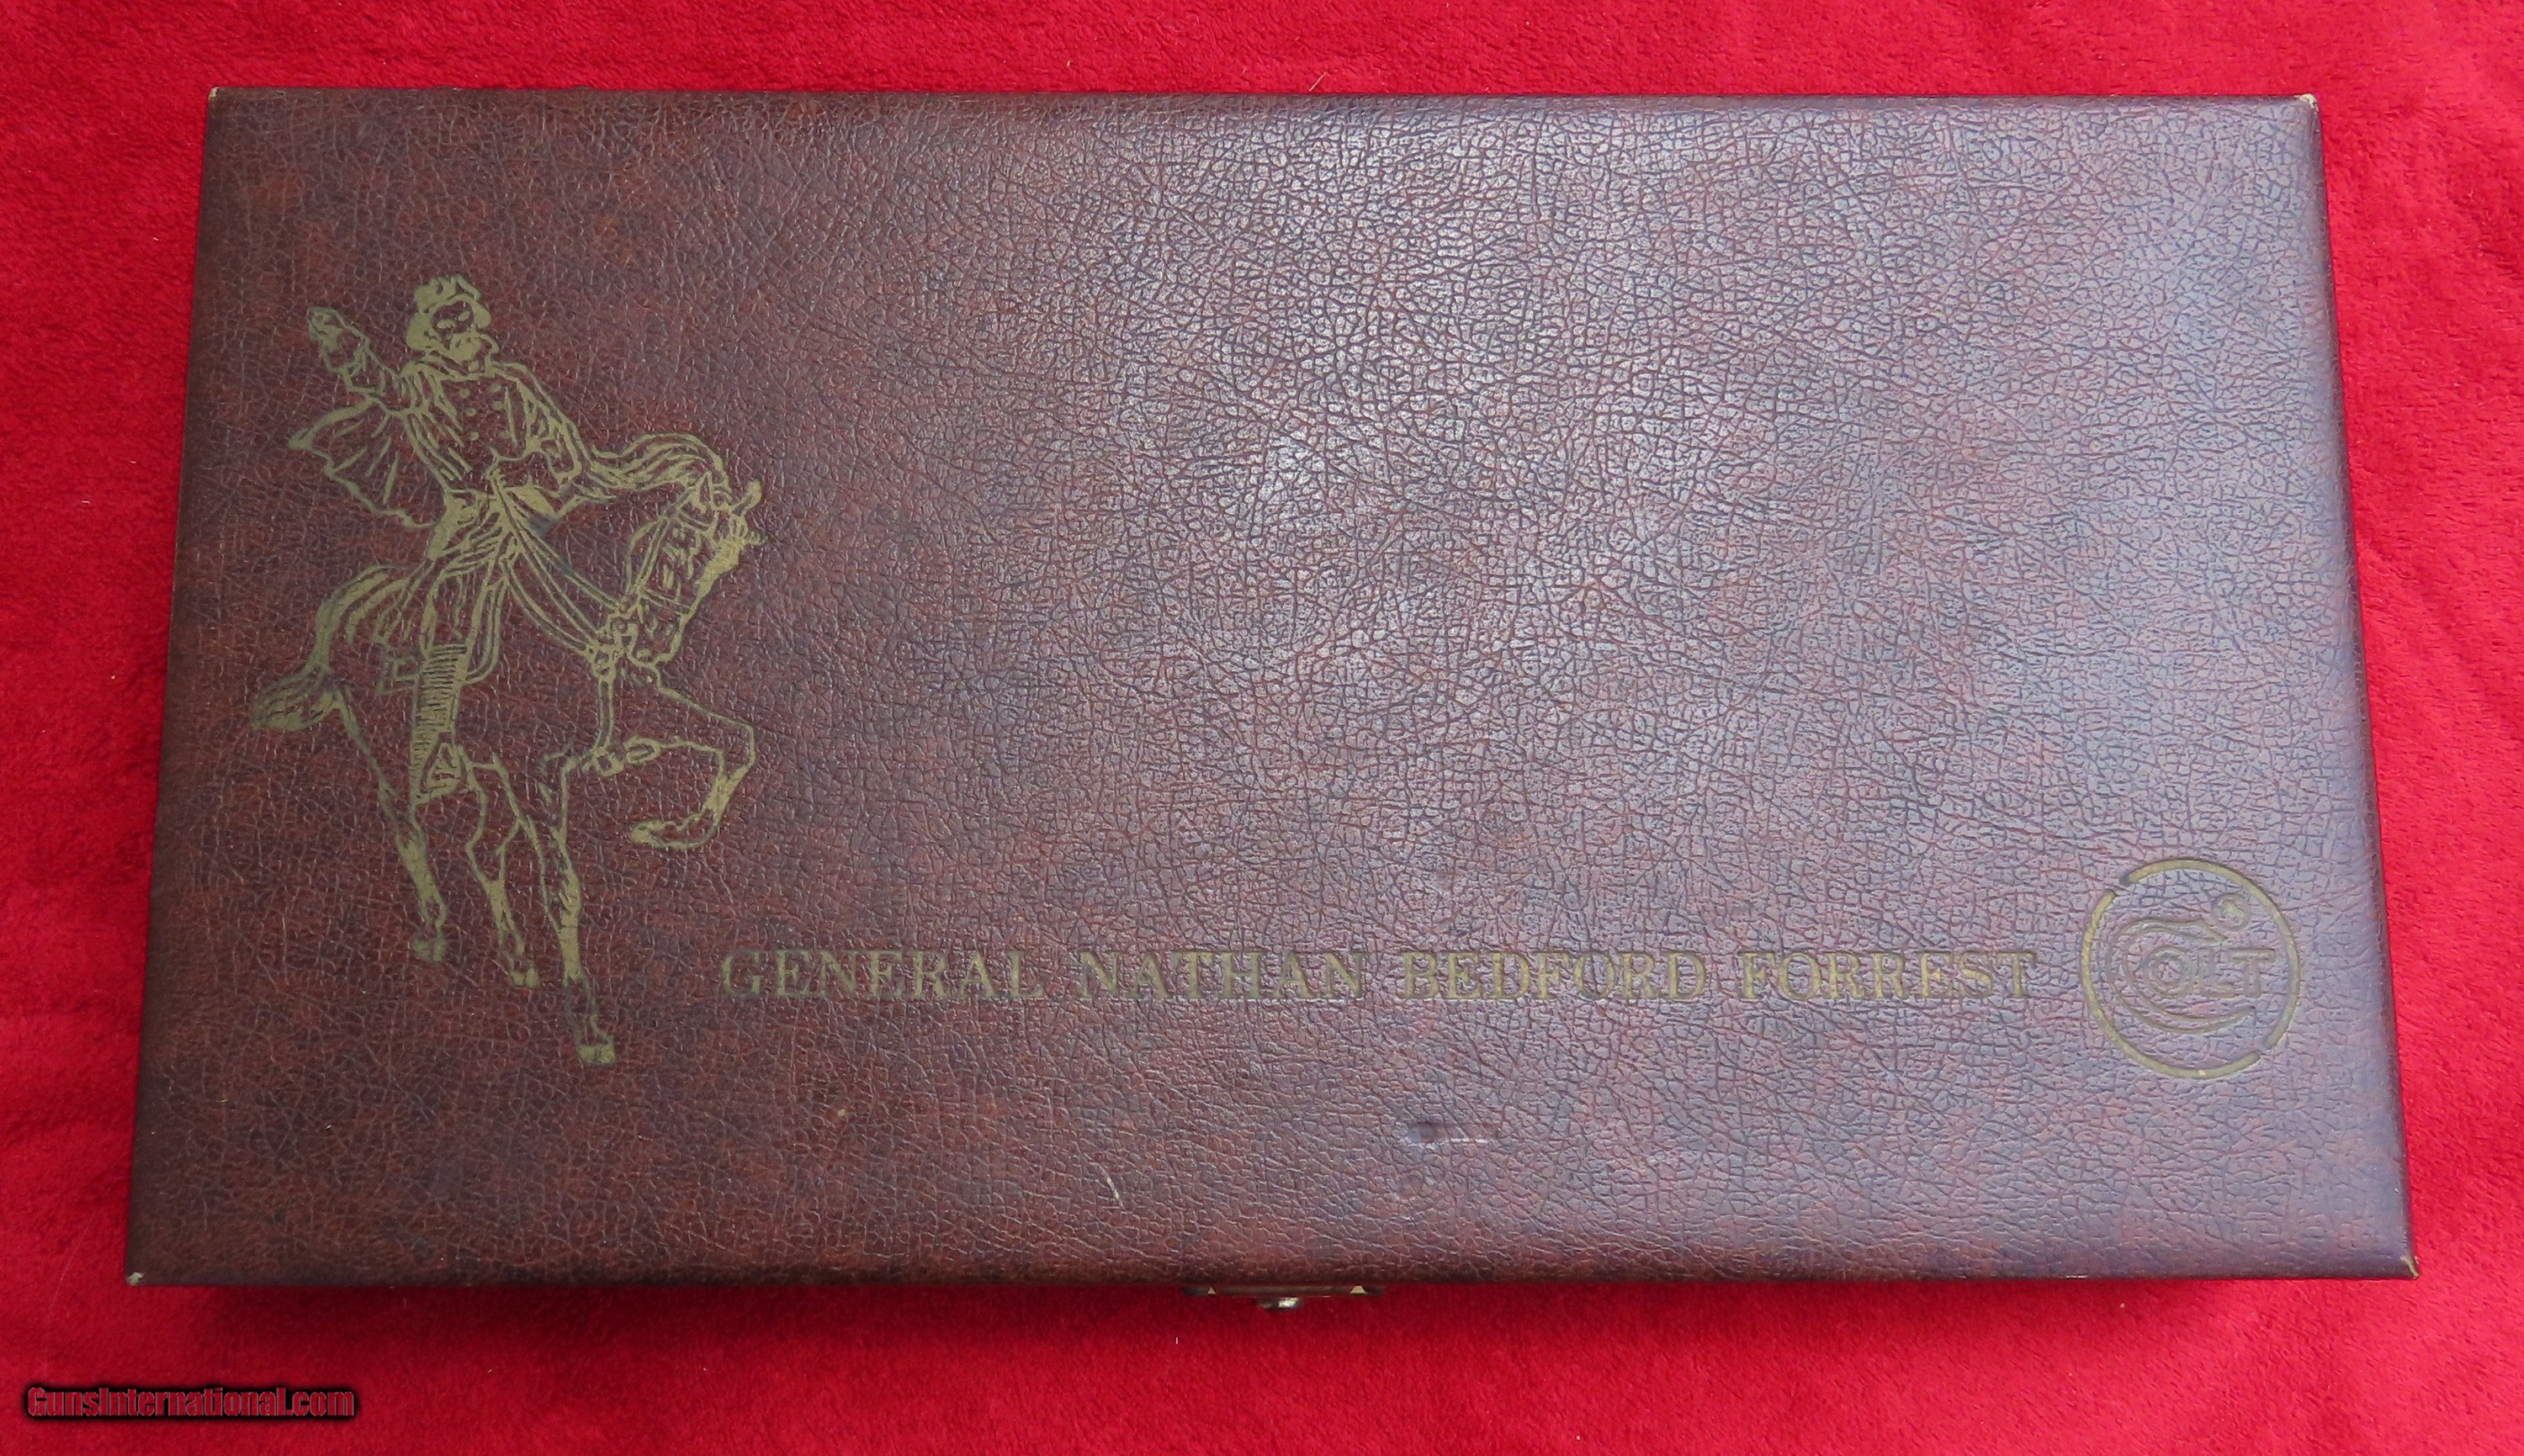 GENERAL NATHAN BEDFORD FORREST
COLT
GunsInternational.com